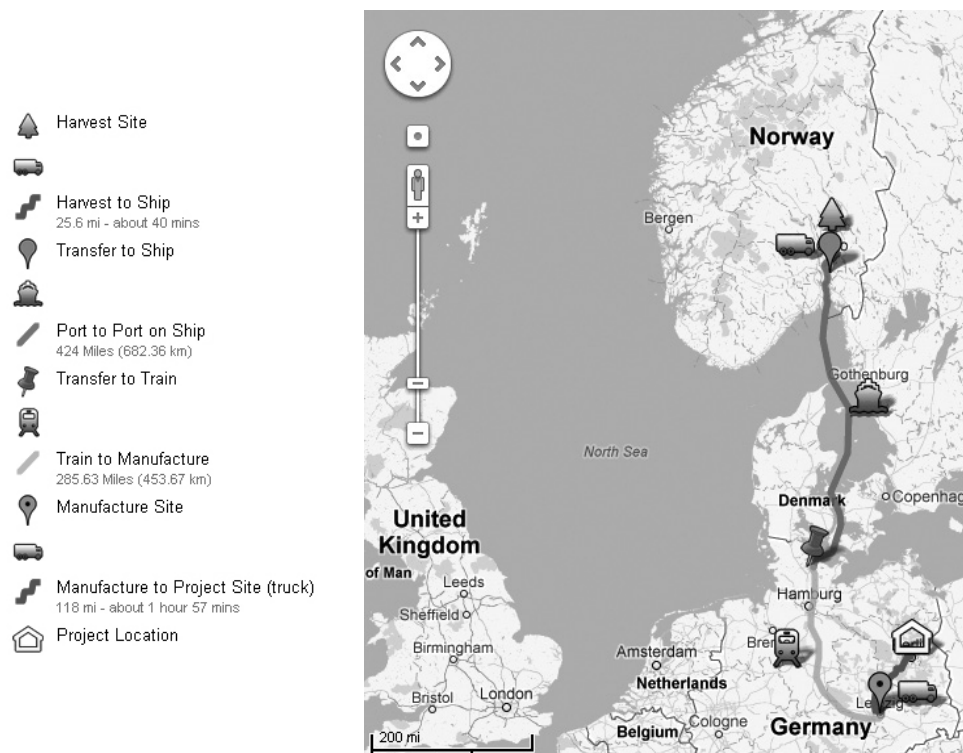 Harvest Site
Harvest to Ship
25.6 mi - about 40 mins
Transfer to Ship
Port to Port on Ship
424 Miles (682.36 km)
Transfer to Train
Train to Manufacture
285.63 Miles (453.67 km)
Manufacture Site
Manufacture to Project Site (truck)
118 mi - about 1 hour 57 mins
Project Location
Norway
Bergen
Gothenburg
North Sea
Denmark
Copenhag
United
Kingdom
of Man
Leeds
Sheffield
Hamburg
Birmingham
Amsterdam
Netherlands
Bristol
London
Belgium
Cologne
Germany
200 mi